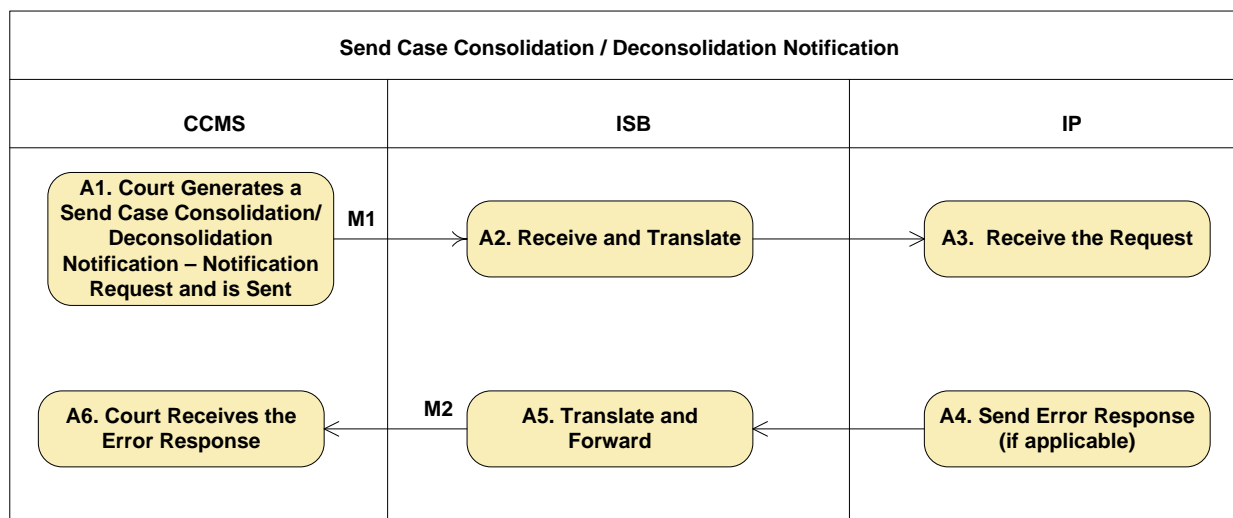 Send Case Consolidation / Deconsolidation Notification
CCMS
ISB
IP
A1. Court Generates a
Send Case Consolidation/
Deconsolidation
Notification – Notification
Request and is Sent
M1
A2. Receive and Translate
A3.  Receive the Request
A6. Court Receives the
Error Response
M2
A5. Translate and
Forward
A4. Send Error Response
(if applicable)